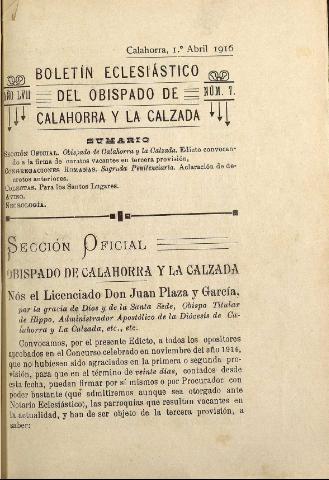 Calahorra, 1.º Abril 1916
BOLETÍN ECLESIÁSTICO
AÑO LVII
DEL OBISPADO DE
NÚM. 7.
CALAHORRA Y LA CALZADA
SUMARIO
SECCIÓN OFICIAL. Obispado de Calahorra y la Calzada. Edicto convocan-
do a la firma de curatos vacantes en tercera provisión,
CONGREGACIONES ROMANAS. Sagrada Penitenciaría. Aclaración de de-
cretos anteriores.
COLECTAS. Para los Santos Lugares.
AVISO.
NECROLOGÍA.
SECCIÓN OFICIAL
OBISPADO DE CALAHORRA Y LA CALZADA
Nós el Licenciado Don Juan Plaza y García,
por la gracia de Dios y de la Santa Sede, Obispo Titular
de Hippo, Administrador Apostólico de la Diócesis de Ca-
lahorra y La Calzada, etc., etc.
Convocamos, por el presente Edicto, a todos los opositores
aprobados en el Concurso celebrado en noviembre del año 1914,
que no hubiesen sido agraciados en la primera o segunda pro-
visión, para que en el término de veinte días, contados desde
esta fecha, puedan firmar por sí mismos o por Procurador con
poder bastante (que admitiremos aunque sea otorgado ante
Notario Eclesiástico), las parroquias que resultan vacantes en
la actualidad, y han de ser objeto de la tercera provisión, a
saber: